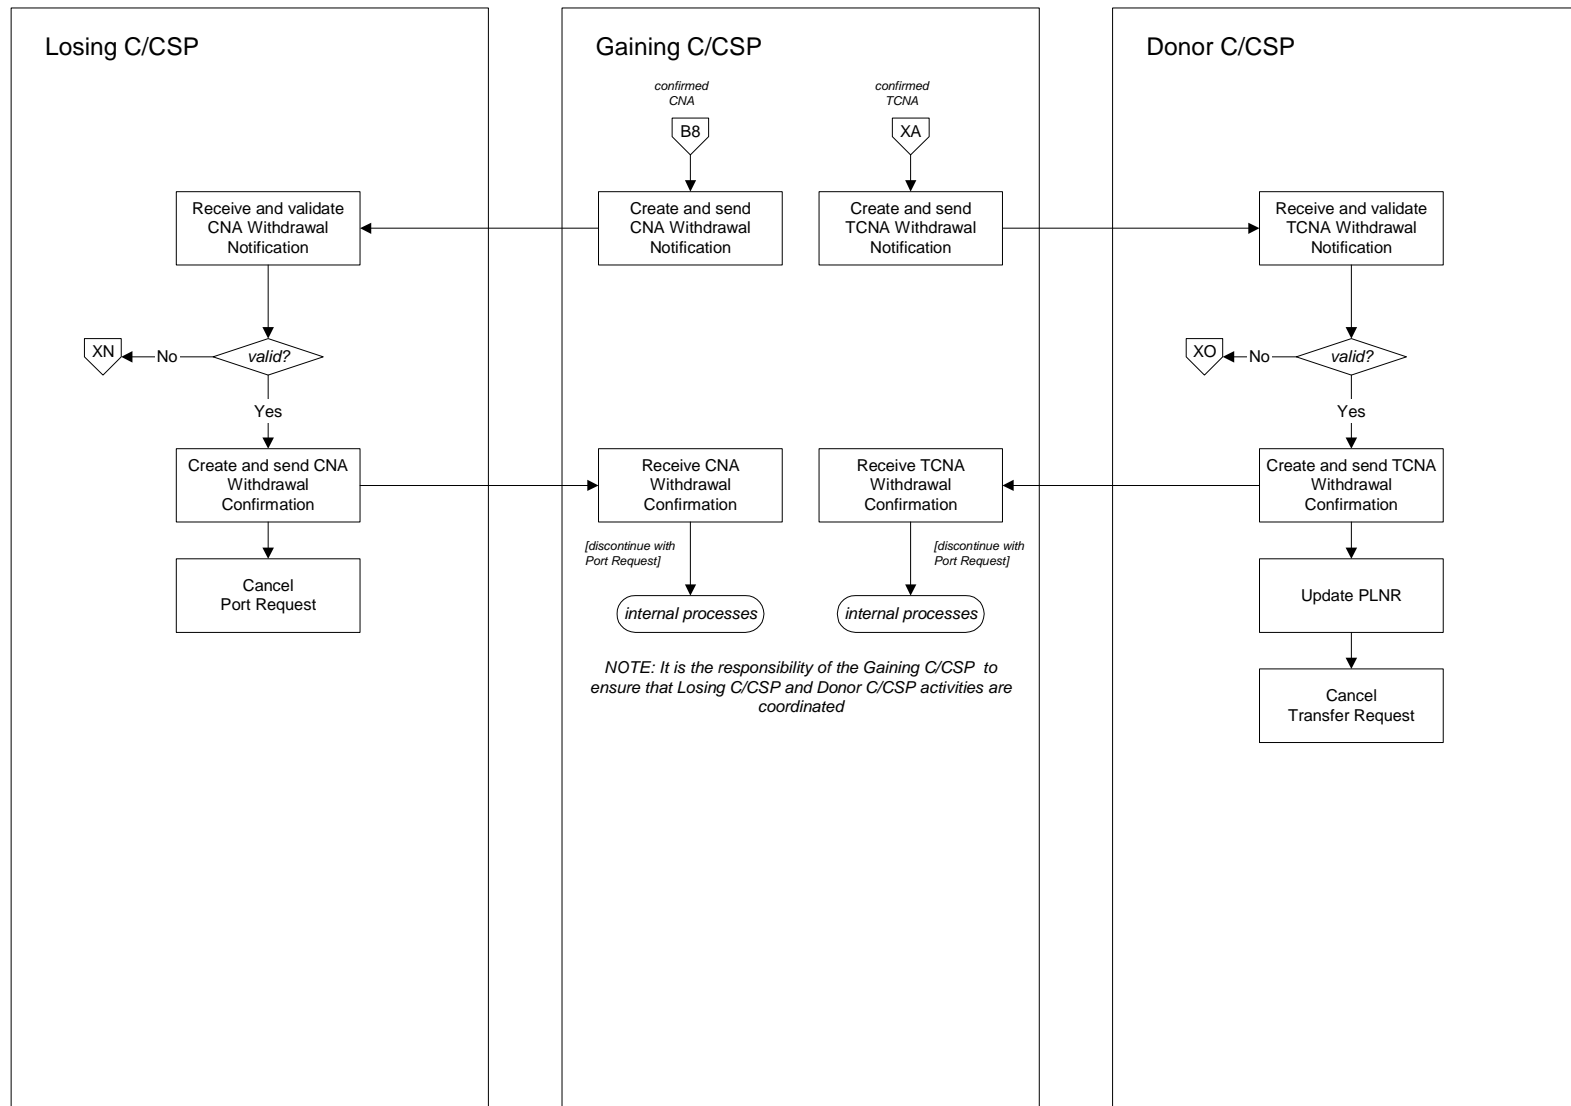 Losing C/CSP
Gaining C/CSP
Donor C/CSP
confirmed
CNA
confirmed
TCNA
B8
XA
Receive and validate
CNA Withdrawal
Notification
Create and send
CNA Withdrawal
Notification
Create and send
TCNA Withdrawal
Notification
Receive and validate
TCNA Withdrawal
Notification
XN
No
valid?
XO
No
valid?
Yes
Yes
Create and send CNA
Withdrawal
Confirmation
Receive CNA
Withdrawal
Confirmation
Receive TCNA
Withdrawal
Confirmation
Create and send TCNA
Withdrawal
Confirmation
[discontinue with
Port Request]
[discontinue with
Port Request]
Cancel
Port Request
internal processes
internal processes
Update PLNR
NOTE: It is the responsibility of the Gaining C/CSP to
ensure that Losing C/CSP and Donor C/CSP activities are
coordinated
Cancel
Transfer Request